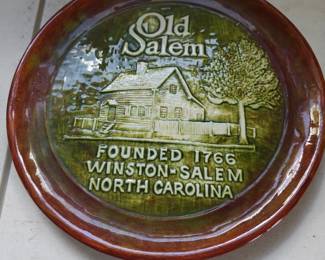 Old
Salem
FOUNDED 1766
WINSTON-SALEM
NORTH CAROLINA